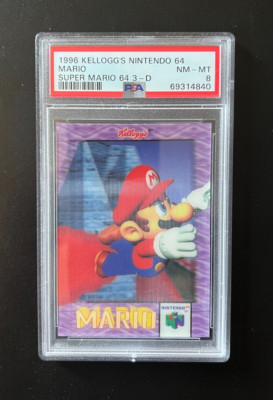 1996 KELLOGG'S NINTENDO 64
MARIO NM-MT
SUPER MARIO 64 3-D 8
PSA 69314840
Kellogg's
MARIO
NINTENDO 64